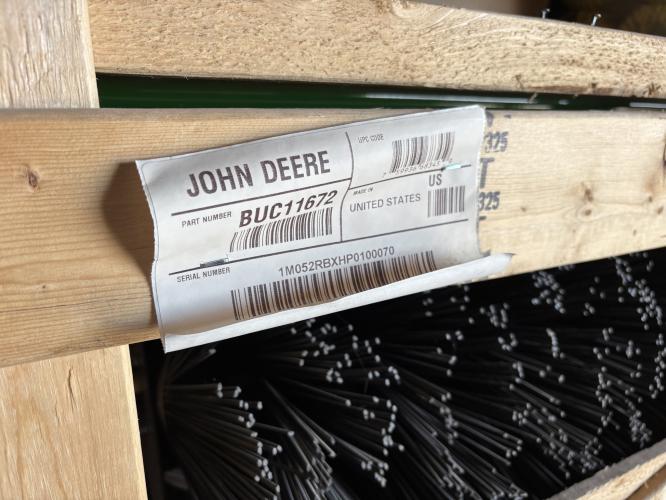 JOHN DEERE
PART NUMBER BUC11672
SERIAL NUMBER 1M052RBXHP0100070
UPC CODE
MADE IN
UNITED STATES
US
325
T
325